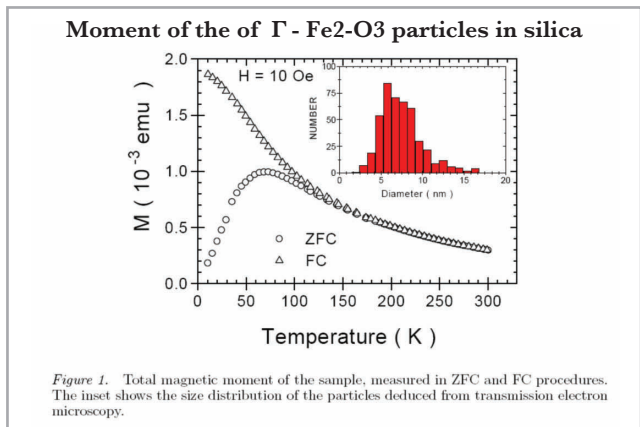 Moment of the of Γ - Fe2-O3 particles in silica
2.0
1.5
1.0
0.5
0.0
M ( 10⁻³ emu )
H = 10 Oe
100
75
50
25
0
NUMBER
0 5 10 15 20
Diameter ( nm )
○ ZFC
△ FC
0 50 100 150 200 250 300
Temperature ( K )
Figure 1. Total magnetic moment of the sample, measured in ZFC and FC procedures.
The inset shows the size distribution of the particles deduced from transmission electron
microscopy.